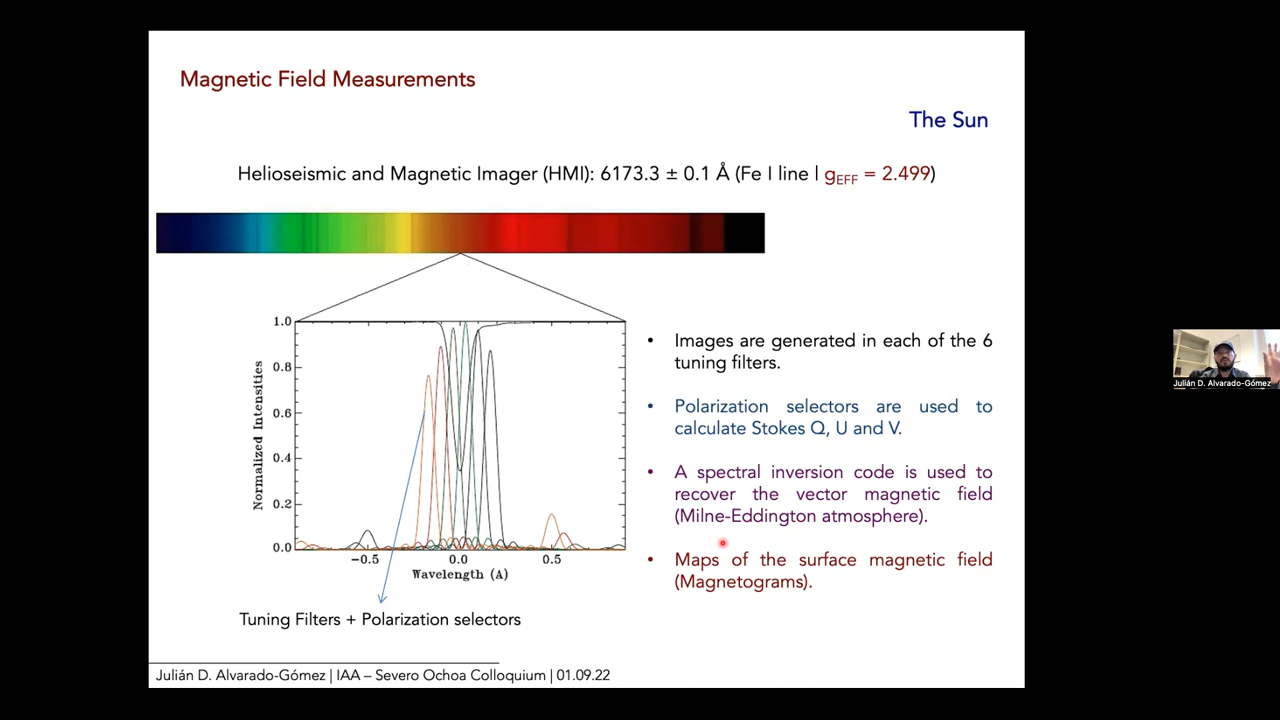 Magnetic Field Measurements
The Sun
Helioseismic and Magnetic Imager (HMI): 6173.3 ± 0.1 Å (Fe I line | gEFF = 2.499)
1.0
0.8
0.6
0.4
0.2
0.0
Normalized Intensities
−0.5
0.0
0.5
Wavelength (A)
Tuning Filters + Polarization selectors
• Images are generated in each of the 6
tuning filters.
• Polarization selectors are used to
calculate Stokes Q, U and V.
• A spectral inversion code is used to
recover the vector magnetic field
(Milne-Eddington atmosphere).
• Maps of the surface magnetic field
(Magnetograms).
Julián D. Alvarado-Gómez | IAA – Severo Ochoa Colloquium | 01.09.22
Julián D. Alvarado-Gómez